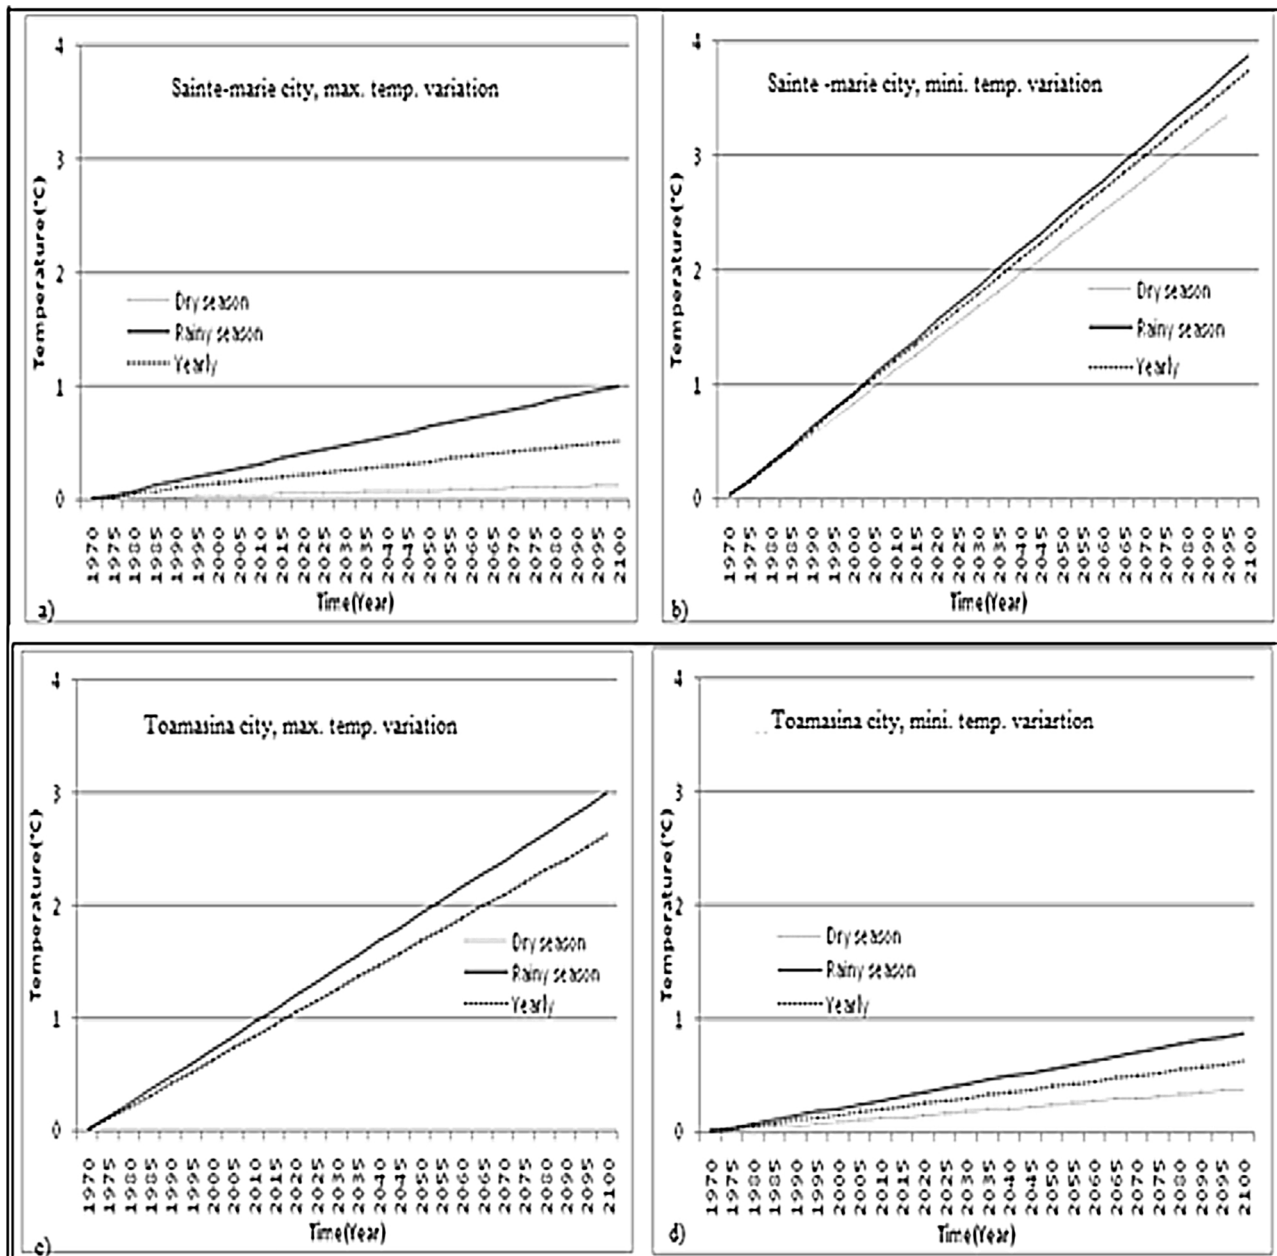 Sainte-marie city, max. temp. variation
4
3
2
1
0
Temperature(°C)
Dry season
Rainy season
Yearly
1970 1975 1980 1985 1990 1995 2000 2005 2010 2015 2020 2025 2030 2035 2040 2045 2050 2055 2060 2065 2070 2075 2080 2090 2095 2100
Time(Year)
a)
Sainte -marie city, mini. temp. variation
4
3
2
1
0
Temperature(°C)
Dry season
Rainy season
Yearly
1970 1975 1980 1985 1990 1995 2000 2005 2010 2015 2020 2025 2030 2035 2040 2045 2050 2055 2060 2065 2070 2075 2080 2090 2095 2100
Time(Year)
b)
Toamasina city, max. temp. variation
4
3
2
1
0
Temperature(°C)
Dry season
Rainy season
Yearly
1970 1975 1985 1990 1995 2000 2005 2010 2015 2020 2025 2030 2035 2040 2045 2050 2055 2060 2065 2070 2075 2080 2090 2095 2100
Time(Year)
c)
Toamasina city, mini. temp. variartion
4
3
2
1
0
Temperature(°C)
Dry season
Rainy season
Yearly
1970 1975 1980 1985 1990 1995 2000 2005 2010 2015 2020 2025 2030 2035 2040 2045 2050 2055 2060 2065 2070 2075 2080 2090 2095 2100
Time(Year)
d)